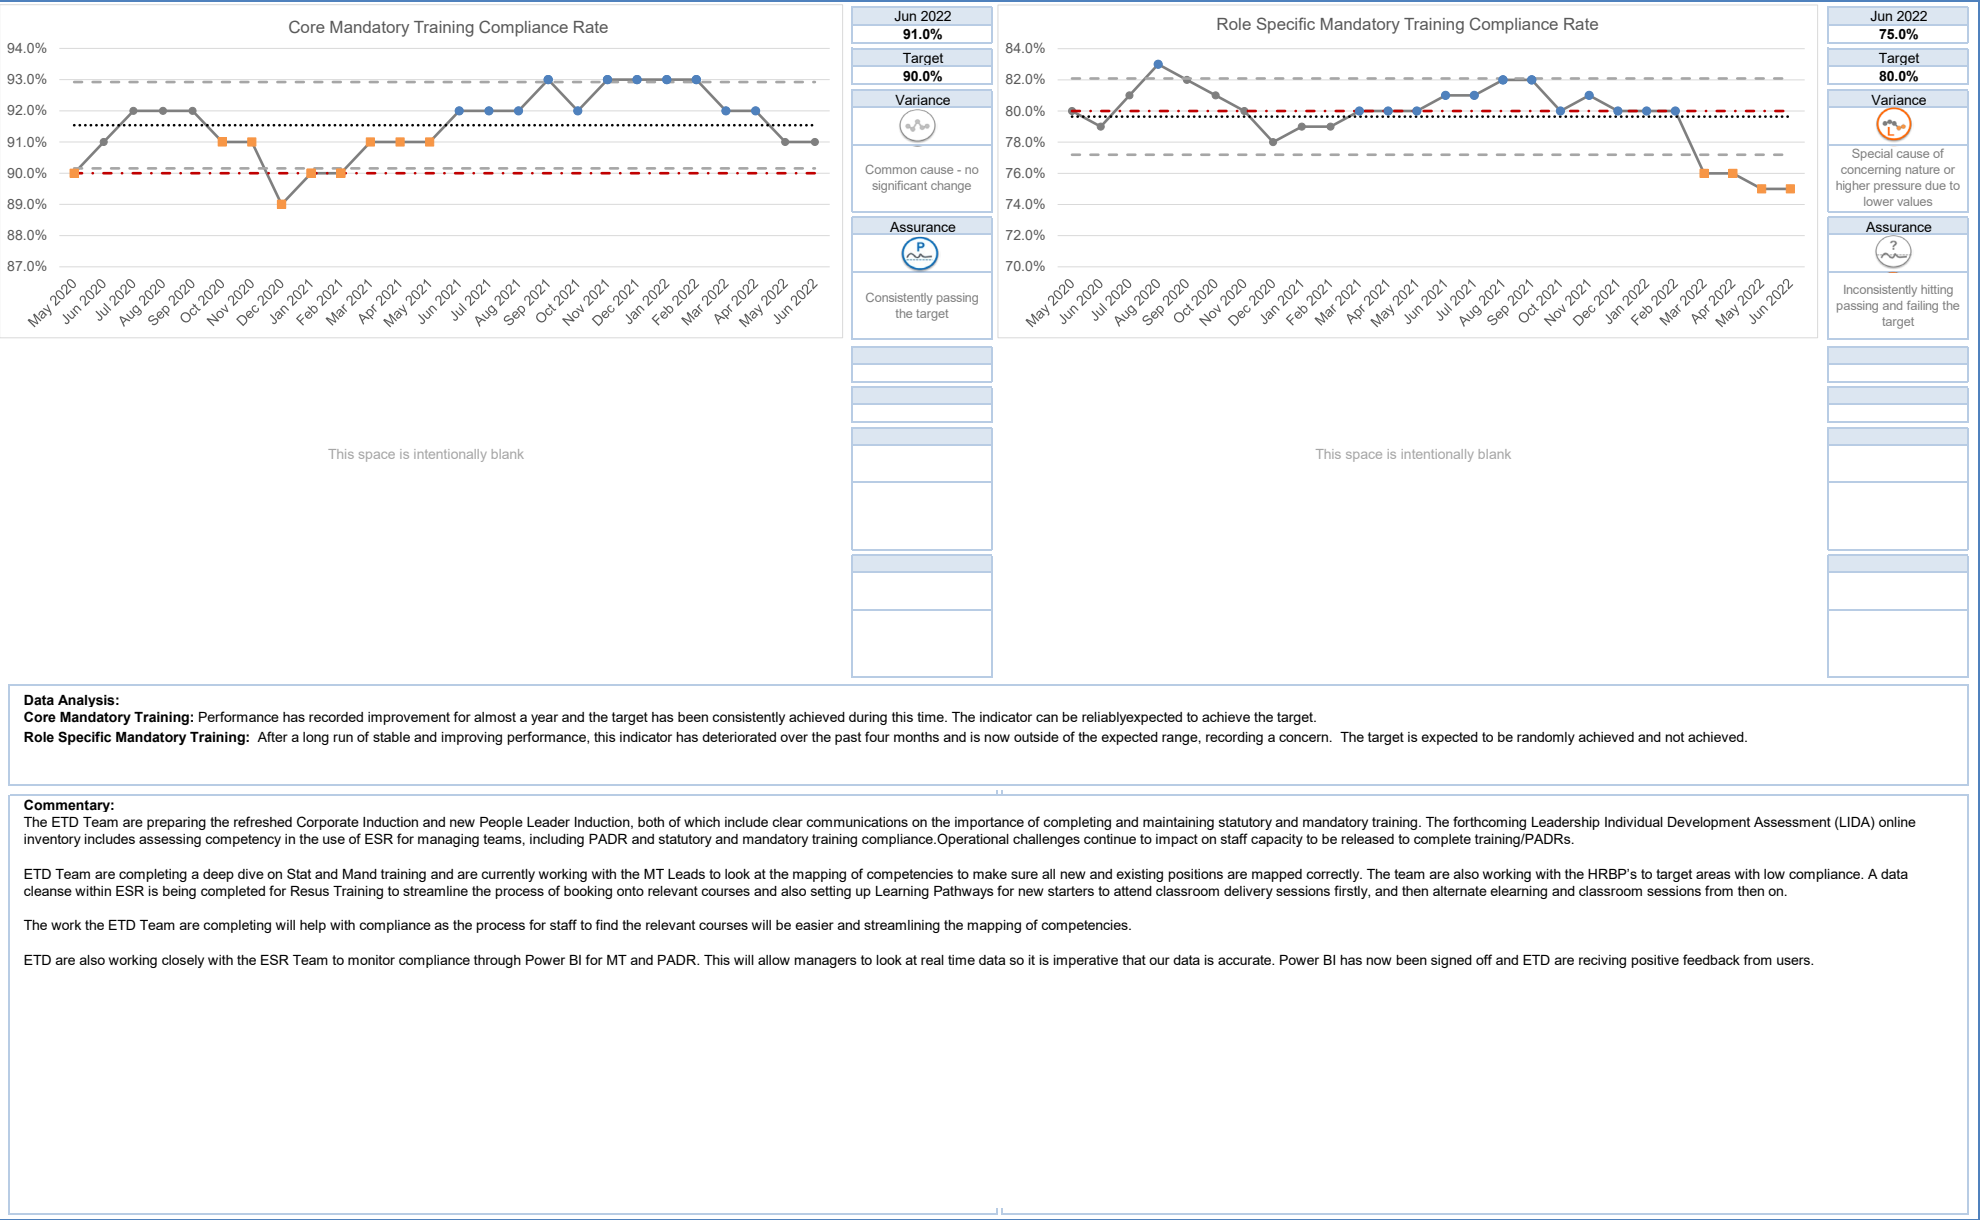 Core Mandatory Training Compliance Rate
94.0%
93.0%
92.0%
91.0%
90.0%
89.0%
88.0%
87.0%
May 2020
Jun 2020
Jul 2020
Aug 2020
Sep 2020
Oct 2020
Nov 2020
Dec 2020
Jan 2021
Feb 2021
Mar 2021
Apr 2021
May 2021
Jun 2021
Jul 2021
Aug 2021
Sep 2021
Oct 2021
Nov 2021
Dec 2021
Jan 2022
Feb 2022
Mar 2022
Apr 2022
May 2022
Jun 2022
Jun 2022
91.0%
Target
90.0%
Variance
Common cause - no
significant change
Assurance
P
Consistently passing
the target
Role Specific Mandatory Training Compliance Rate
84.0%
82.0%
80.0%
78.0%
76.0%
74.0%
72.0%
70.0%
May 2020
Jun 2020
Jul 2020
Aug 2020
Sep 2020
Oct 2020
Nov 2020
Dec 2020
Jan 2021
Feb 2021
Mar 2021
Apr 2021
May 2021
Jun 2021
Jul 2021
Aug 2021
Sep 2021
Oct 2021
Nov 2021
Dec 2021
Jan 2022
Feb 2022
Mar 2022
Apr 2022
May 2022
Jun 2022
Jun 2022
75.0%
Target
80.0%
Variance
L
Special cause of
concerning nature or
higher pressure due to
lower values
Assurance
?
Inconsistently hitting
passing and failing the
target
This space is intentionally blank
This space is intentionally blank
Data Analysis:
Core Mandatory Training: Performance has recorded improvement for almost a year and the target has been consistently achieved during this time. The indicator can be reliablyexpected to achieve the target.
Role Specific Mandatory Training: After a long run of stable and improving performance, this indicator has deteriorated over the past four months and is now outside of the expected range, recording a concern. The target is expected to be randomly achieved and not achieved.
Commentary:
The ETD Team are preparing the refreshed Corporate Induction and new People Leader Induction, both of which include clear communications on the importance of completing and maintaining statutory and mandatory training. The forthcoming Leadership Individual Development Assessment (LIDA) online
inventory includes assessing competency in the use of ESR for managing teams, including PADR and statutory and mandatory training compliance.Operational challenges continue to impact on staff capacity to be released to complete training/PADRs.
ETD Team are completing a deep dive on Stat and Mand training and are currently working with the MT Leads to look at the mapping of competencies to make sure all new and existing positions are mapped correctly. The team are also working with the HRBP's to target areas with low compliance. A data
cleanse within ESR is being completed for Resus Training to streamline the process of booking onto relevant courses and also setting up Learning Pathways for new starters to attend classroom delivery sessions firstly, and then alternate elearning and classroom sessions from then on.
The work the ETD Team are completing will help with compliance as the process for staff to find the relevant courses will be easier and streamlining the mapping of competencies.
ETD are also working closely with the ESR Team to monitor compliance through Power BI for MT and PADR. This will allow managers to look at real time data so it is imperative that our data is accurate. Power BI has now been signed off and ETD are reciving positive feedback from users.